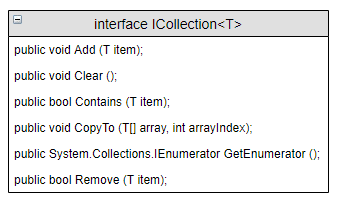 interface ICollection<T>
public void Add (T item);
public void Clear ();
public bool Contains (T item);
public void CopyTo (T[] array, int arrayIndex);
public System.Collections.IEnumerator GetEnumerator ();
public bool Remove (T item);